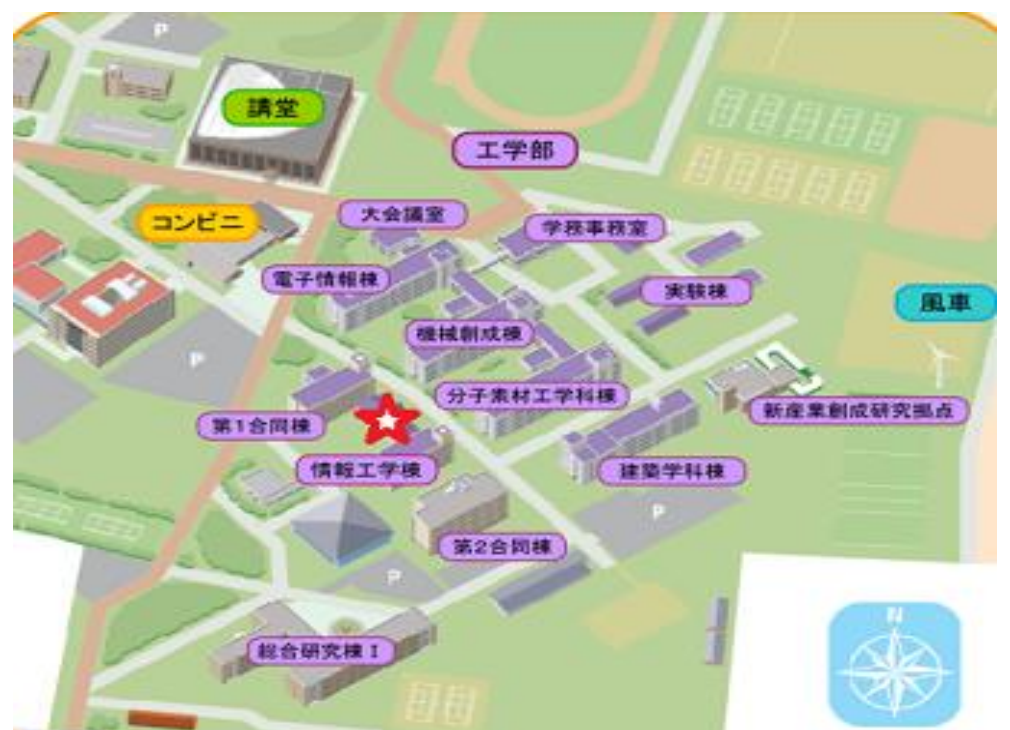 P
講堂
工学部
コンビニ
大会議室
学務事務室
電子情報棟
実験棟
風車
機械創成棟
P
分子素材工学科棟
新産業創成研究拠点
第1合同棟
情報工学棟
建築学科棟
P
第2合同棟
P
N
総合研究棟Ⅰ